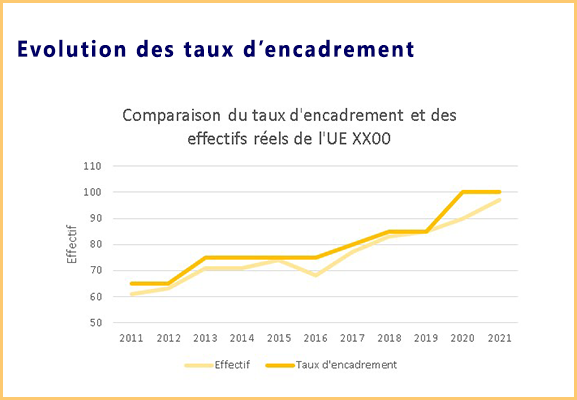 Evolution des taux d’encadrement
Comparaison du taux d'encadrement et des
effectifs réels de l'UE XX00
110
100
90
80
70
60
50
Effectif
2011 2012 2013 2014 2015 2016 2017 2018 2019 2020 2021
Effectif Taux d'encadrement